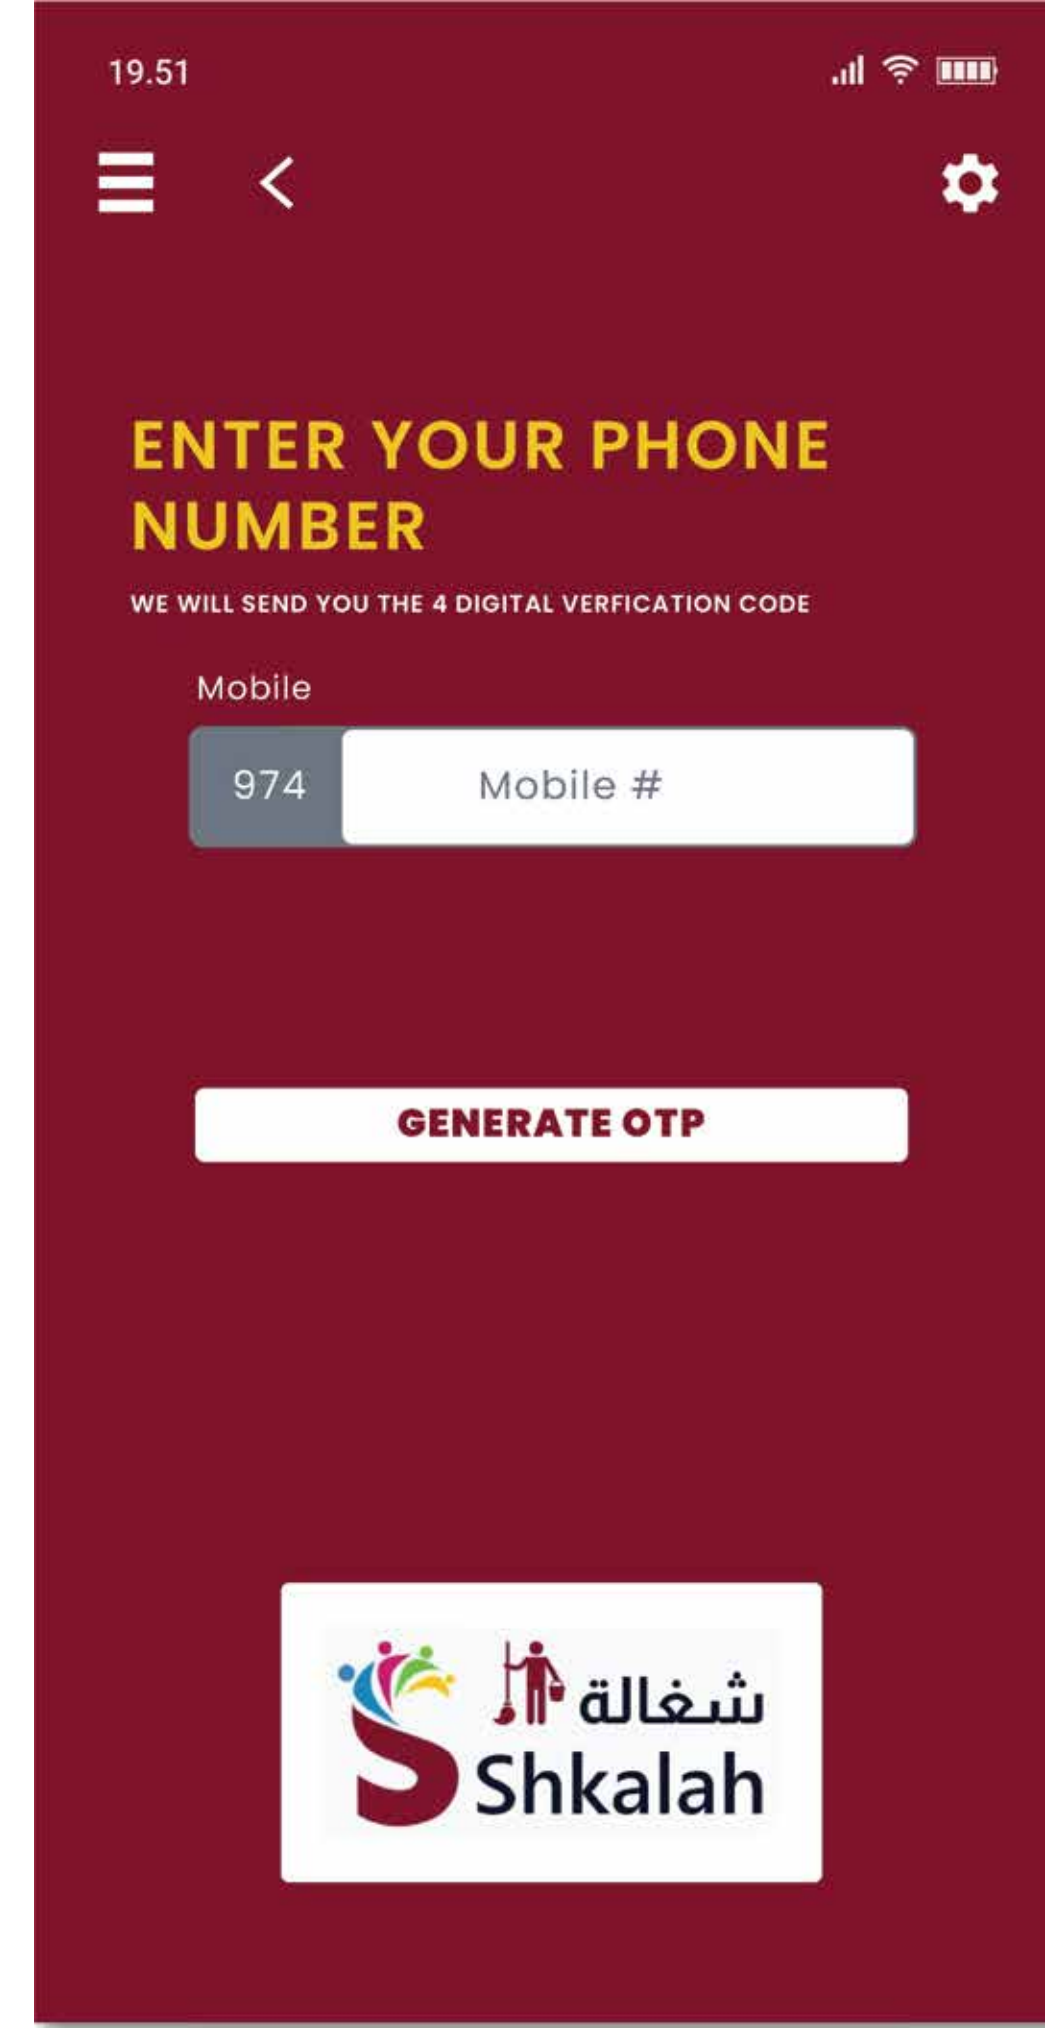 19.51
ENTER YOUR PHONE
NUMBER
WE WILL SEND YOU THE 4 DIGITAL VERFICATION CODE
Mobile
974 Mobile #
GENERATE OTP
شغالة
Shkalah